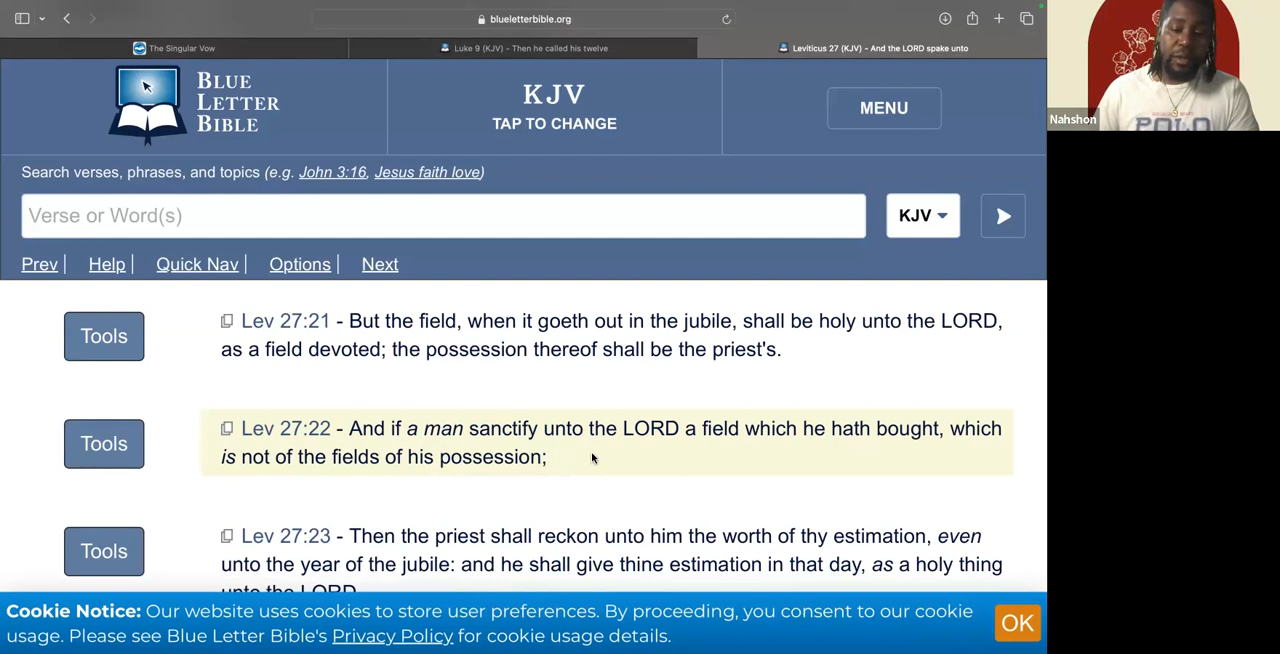 blueletterbible.org
The Singular Vow
Luke 9 (KJV) - Then he called his twelve
Leviticus 27 (KJV) - And the LORD spake unto
BLUE
LETTER
BIBLE
KJV
TAP TO CHANGE
MENU
Nahshon
POLO
Search verses, phrases, and topics (e.g. John 3:16, Jesus faith love)
Verse or Word(s)
KJV
Prev | Help | Quick Nav | Options | Next
Tools
Lev 27:21 - But the field, when it goeth out in the jubile, shall be holy unto the LORD,
as a field devoted; the possession thereof shall be the priest's.
Tools
Lev 27:22 - And if a man sanctify unto the LORD a field which he hath bought, which
is not of the fields of his possession;
Tools
Lev 27:23 - Then the priest shall reckon unto him the worth of thy estimation, even
unto the year of the jubile: and he shall give thine estimation in that day, as a holy thing
unto the LORD.
Cookie Notice: Our website uses cookies to store user preferences. By proceeding, you consent to our cookie
usage. Please see Blue Letter Bible's Privacy Policy for cookie usage details.
OK